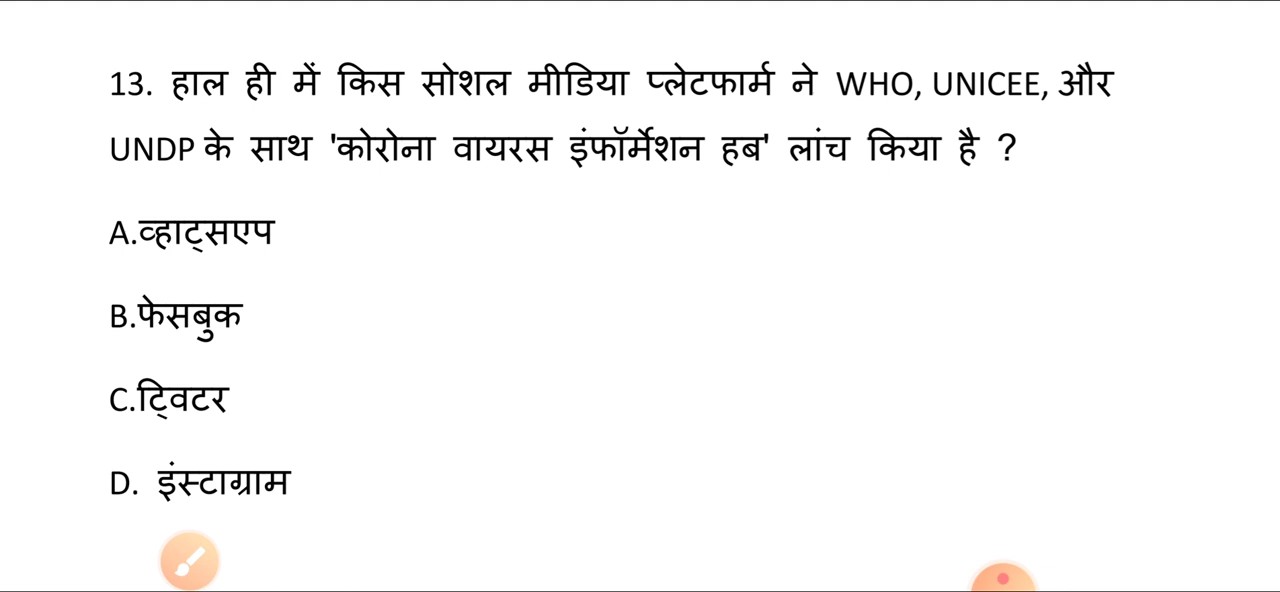 13. हाल ही में किस सोशल मीडिया प्लेटफार्म ने WHO, UNICEE, और
UNDP के साथ 'कोरोना वायरस इंफॉर्मेशन हब' लांच किया है ?
A.व्हाट्सएप
B.फेसबुक
C.ट्विटर
D. इंस्टाग्राम